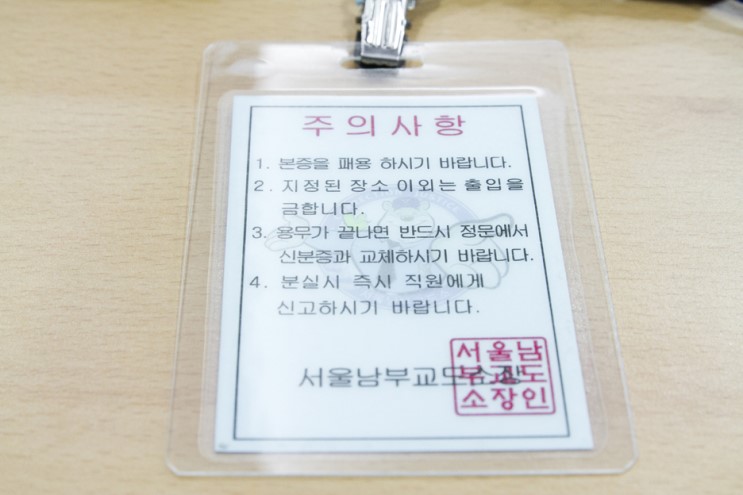 주의사항
1. 본증을 패용 하시기 바랍니다.
2. 지정된 장소 이외는 출입을
금합니다.
3. 용무가 끝나면 반드시 정문에서
신분증과 교체하시기 바랍니다.
4. 분실시 즉시 직원에게
신고하시기 바랍니다.
서울남부교도소장
서울남
부교도
소장인